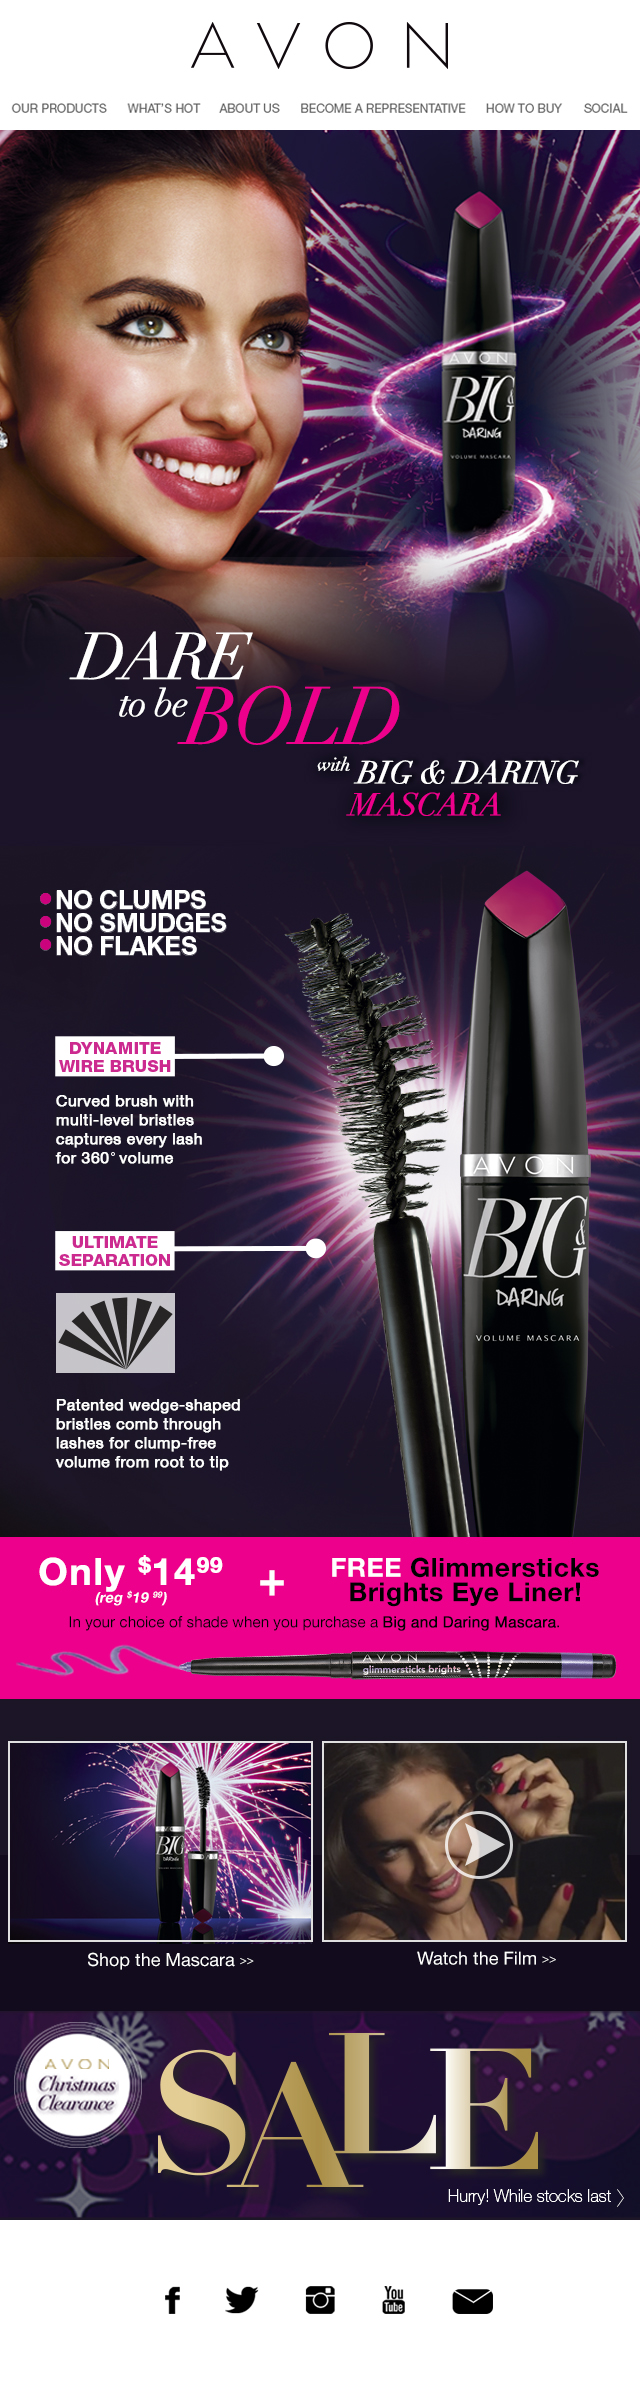 AVON
OUR PRODUCTS WHAT'S HOT ABOUT US BECOME A REPRESENTATIVE HOW TO BUY SOCIAL
AVON
BIG &
DARING
VOLUME MASCARA
DARE
to be BOLD
with BIG & DARING
MASCARA
NO CLUMPS
NO SMUDGES
NO FLAKES
DYNAMITE
WIRE BRUSH
Curved brush with
multi-level bristles
captures every lash
for 360° volume
AVON
BIG &
DARING
VOLUME MASCARA
ULTIMATE
SEPARATION
Patented wedge-shaped
bristles comb through
lashes for clump-free
volume from root to tip
Only $14 99 + FREE Glimmersticks
(reg $19 99) Brights Eye Liner!
In your choice of shade when you purchase a Big and Daring Mascara.
AVON
glimmersticks brights
BIG &
DARING
Shop the Mascara >>
Watch the Film >>
AVON
Christmas
Clearance
SALE
Hurry! While stocks last >
You
Tube